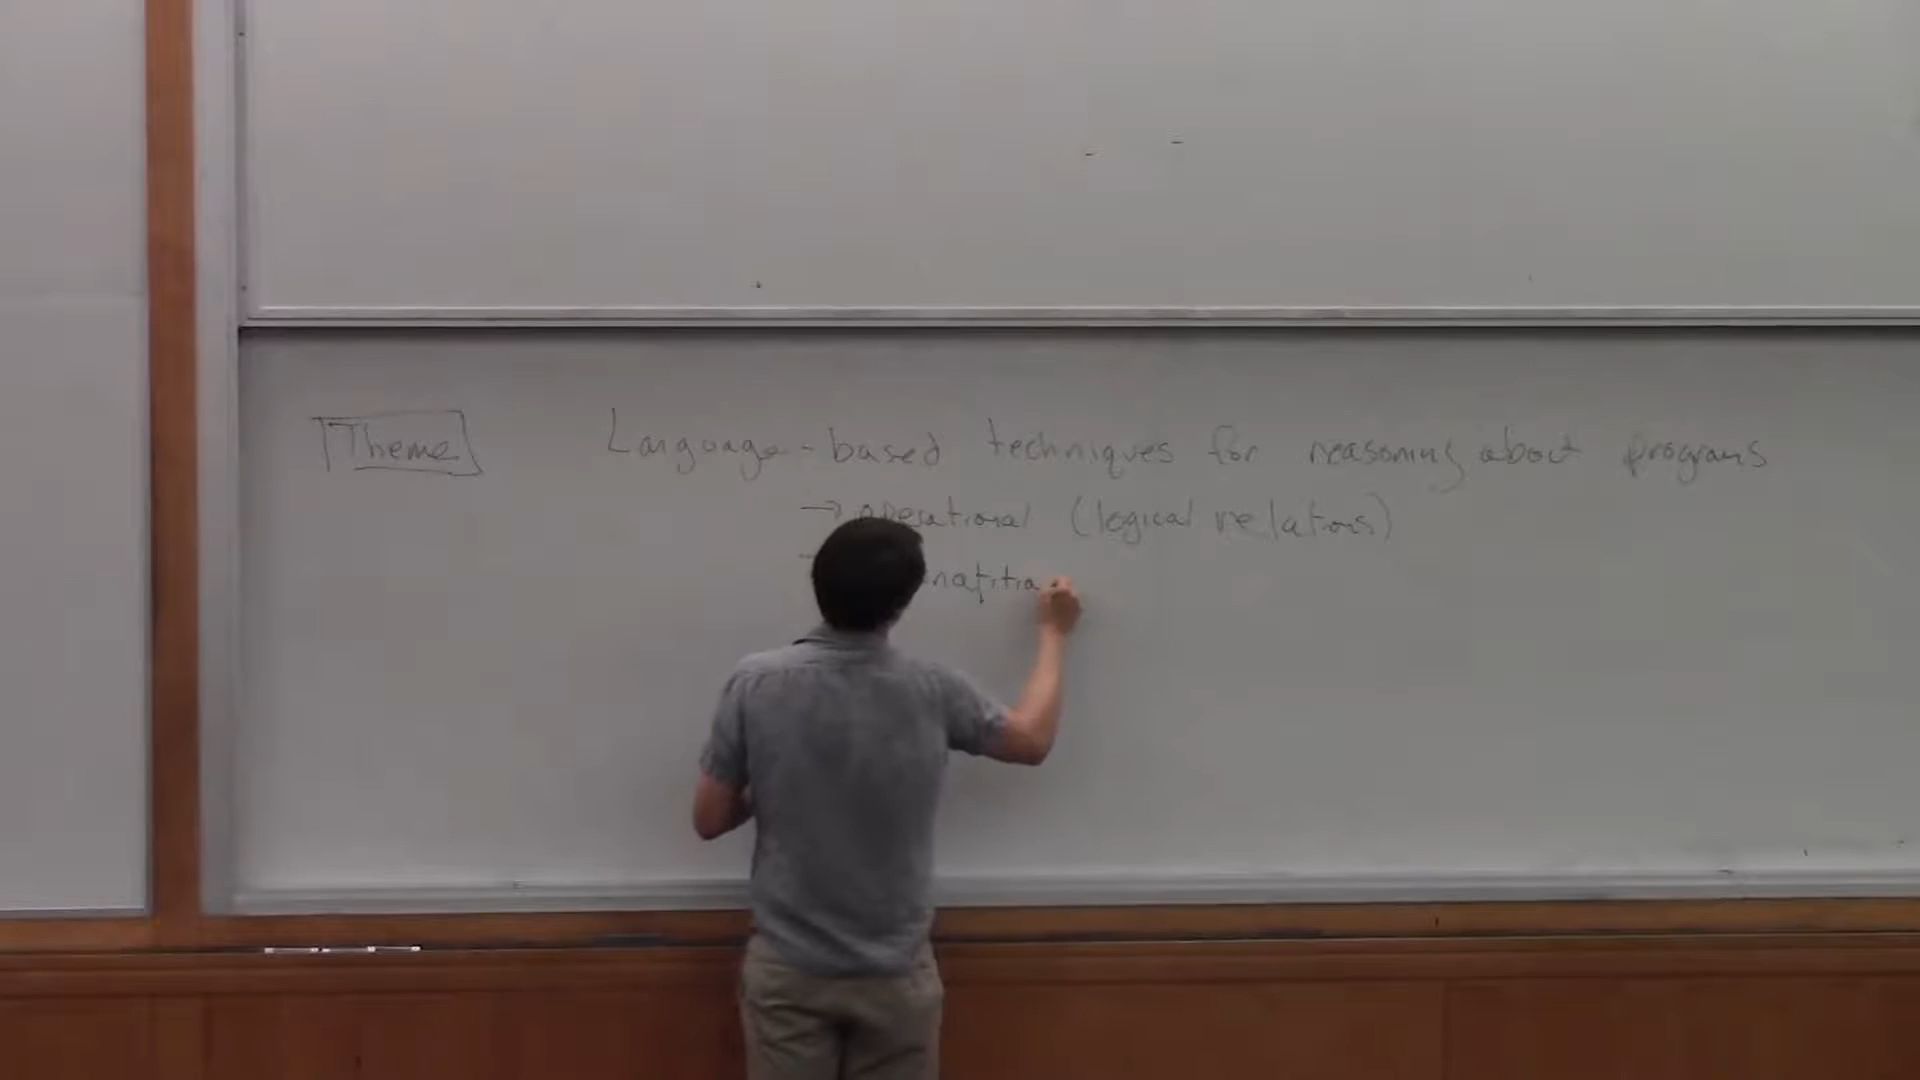 Theme Language-based techniques for reasoning about programs
→ operational (logical relations)